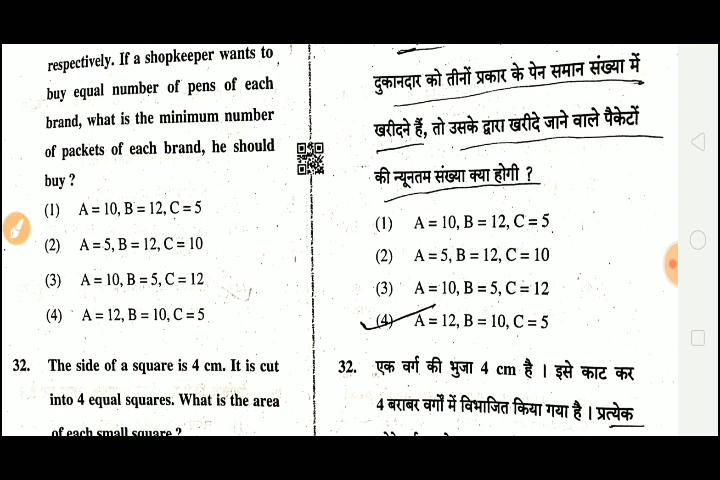 respectively. If a shopkeeper wants to
buy equal number of pens of each
brand, what is the minimum number
of packets of each brand, he should
buy ?
(1) A = 10, B = 12, C = 5
(2) A = 5, B = 12, C = 10
(3) A = 10, B = 5, C = 12
(4) A = 12, B = 10, C = 5
32. The side of a square is 4 cm. It is cut
into 4 equal squares. What is the area
of each small square ?
दुकानदार को तीनों प्रकार के पेन समान संख्या में
खरीदने हैं, तो उसके द्वारा खरीदे जाने वाले पैकेटों
की न्यूनतम संख्या क्या होगी ?
(1) A = 10, B = 12, C = 5
(2) A = 5, B = 12, C = 10
(3) A = 10, B = 5, C = 12
(4) A = 12, B = 10, C = 5
32. एक वर्ग की भुजा 4 cm है । इसे काट कर
4 बराबर वर्गों में विभाजित किया गया है । प्रत्येक